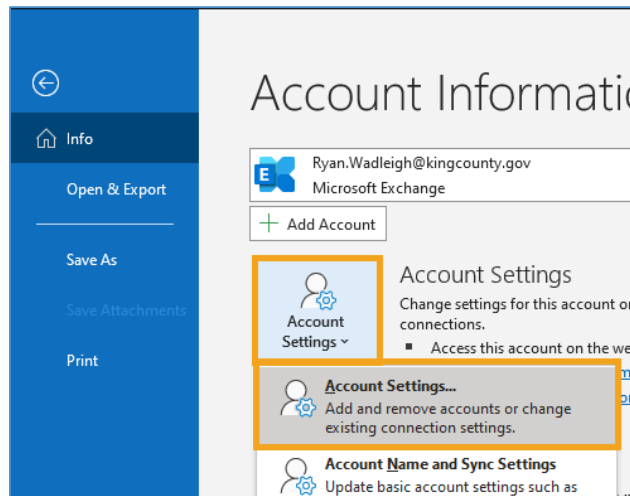 Account Informatio
Info
Ryan.Wadleigh@kingcounty.gov
Microsoft Exchange
Open & Export
Add Account
Save As
Account Settings
Change settings for this account or
connections.
Access this account on the we
Save Attachments
Account
Settings
Print
Account Settings...
Add and remove accounts or change
existing connection settings.
Account Name and Sync Settings
Update basic account settings such as